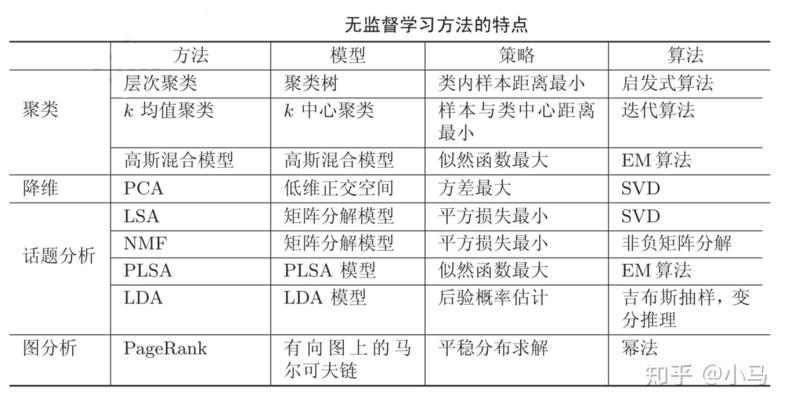 无监督学习方法的特点
方法 模型 策略 算法
聚类 层次聚类 聚类树 类内样本距离最小 启发式算法
k 均值聚类 k 中心聚类 样本与类中心距离 迭代算法
最小
高斯混合模型 高斯混合模型 似然函数最大 EM 算法
降维 PCA 低维正交空间 方差最大 SVD
话题分析 LSA 矩阵分解模型 平方损失最小 SVD
NMF 矩阵分解模型 平方损失最小 非负矩阵分解
PLSA PLSA 模型 似然函数最大 EM 算法
LDA LDA 模型 后验概率估计 吉布斯抽样，变
分推理
图分析 PageRank 有向图上的马 平稳分布求解 幂法
尔可夫链
知乎 @小马